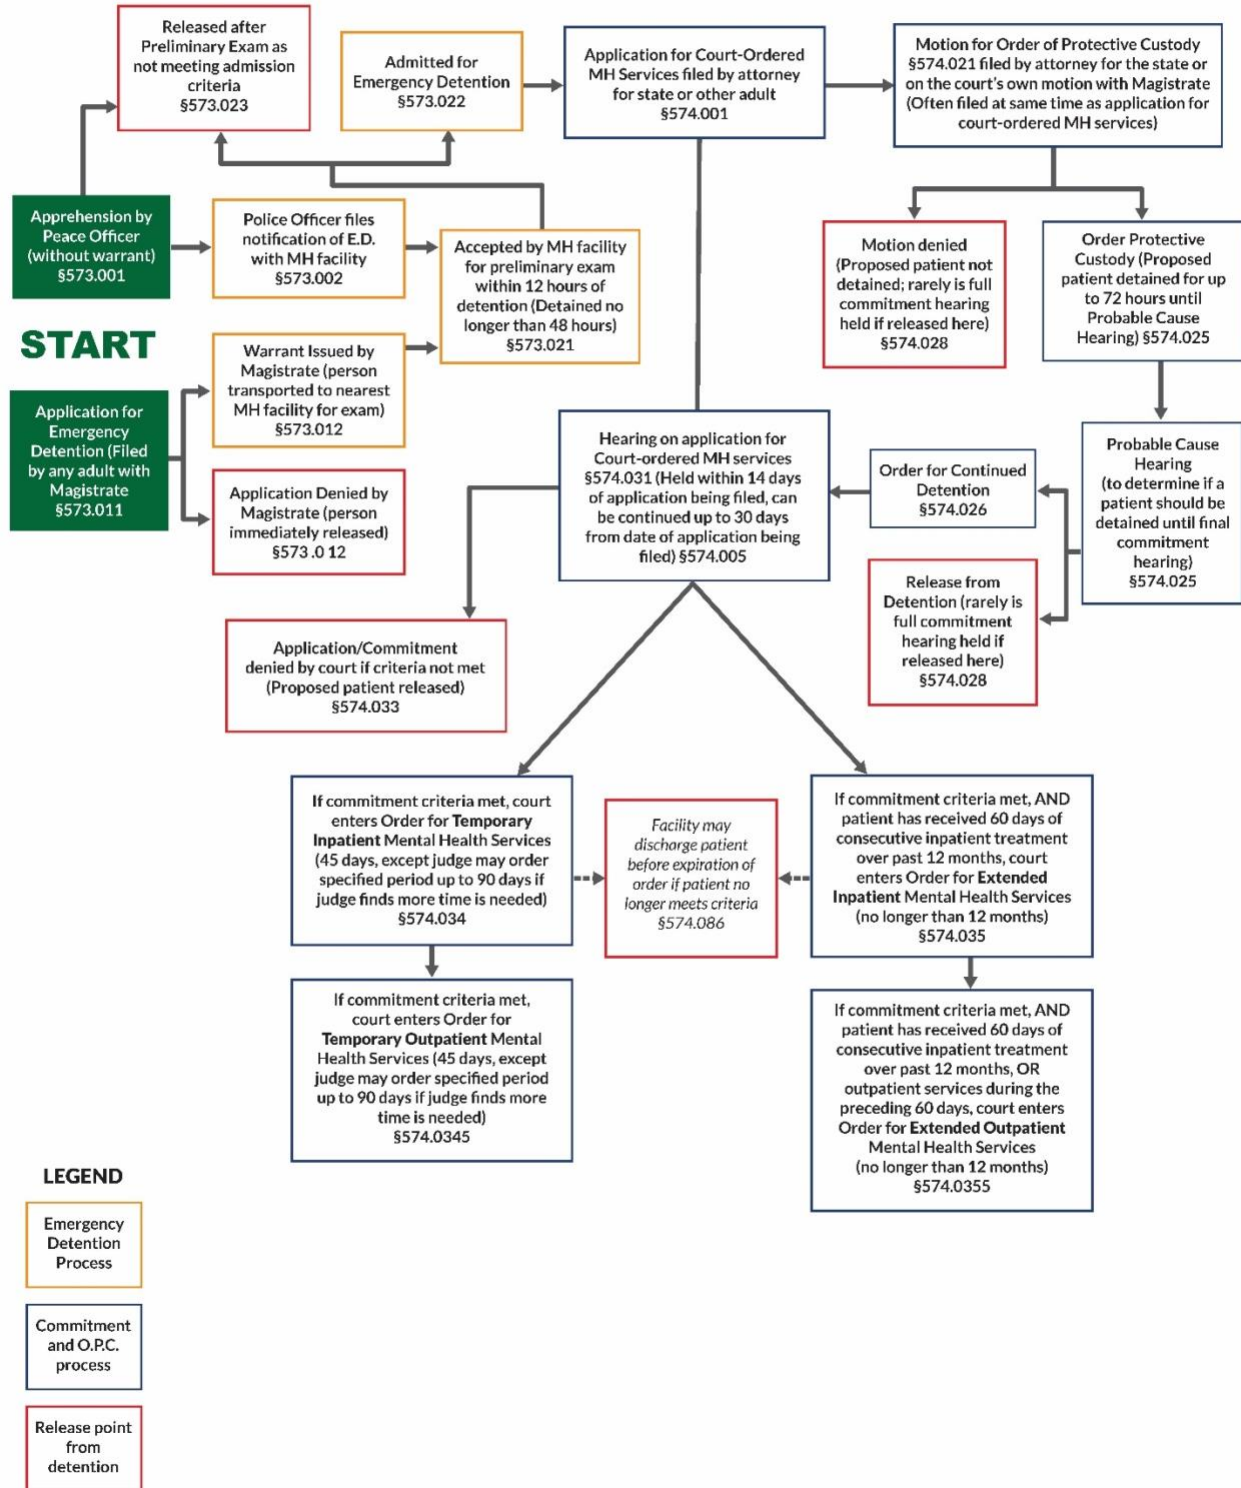 Released after
Preliminary Exam as
not meeting admission
criteria
§573.023
Admitted for
Emergency Detention
§573.022
Application for Court-Ordered
MH Services filed by attorney
for state or other adult
§574.001
Motion for Order of Protective Custody
§574.021 filed by attorney for the state or
on the court's own motion with Magistrate
(Often filed at same time as application for
court-ordered MH services)
Apprehension by
Peace Officer
(without warrant)
§573.001
Police Officer files
notification of E.D.
with MH facility
§573.002
Accepted by MH facility
for preliminary exam
within 12 hours of
detention (Detained no
longer than 48 hours)
§573.021
Motion denied
(Proposed patient not
detained; rarely is full
commitment hearing
held if released here)
§574.028
Order Protective
Custody (Proposed
patient detained for up
to 72 hours until
Probable Cause
Hearing) §574.025
START
Warrant Issued by
Magistrate (person
transported to nearest
MH facility for exam)
§573.012
Application for
Emergency
Detention (Filed
by any adult with
Magistrate
§573.011
Application Denied by
Magistrate (person
immediately released)
§573 .0 12
Hearing on application for
Court-ordered MH services
§574.031 (Held within 14 days
of application being filed, can
be continued up to 30 days
from date of application being
filed) §574.005
Order for Continued
Detention
§574.026
Probable Cause
Hearing
(to determine if a
patient should be
detained until final
commitment
hearing)
§574.025
Release from
Detention (rarely is
full commitment
hearing held if
released here)
§574.028
Application/Commitment
denied by court if criteria not met
(Proposed patient released)
§574.033
If commitment criteria met, court
enters Order for Temporary
Inpatient Mental Health Services
(45 days, except judge may order
specified period up to 90 days if
judge finds more time is needed)
§574.034
Facility may
discharge patient
before expiration of
order if patient no
longer meets criteria
§574.086
If commitment criteria met, AND
patient has received 60 days of
consecutive inpatient treatment
over past 12 months, court
enters Order for Extended
Inpatient Mental Health Services
(no longer than 12 months)
§574.035
If commitment criteria met,
court enters Order for
Temporary Outpatient Mental
Health Services (45 days, except
judge may order specified period
up to 90 days if judge finds more
time is needed)
§574.0345
If commitment criteria met, AND
patient has received 60 days of
consecutive inpatient treatment
over past 12 months, OR
outpatient services during the
preceding 60 days, court enters
Order for Extended Outpatient
Mental Health Services
(no longer than 12 months)
§574.0355
LEGEND
Emergency
Detention
Process
Commitment
and O.P.C.
process
Release point
from
detention